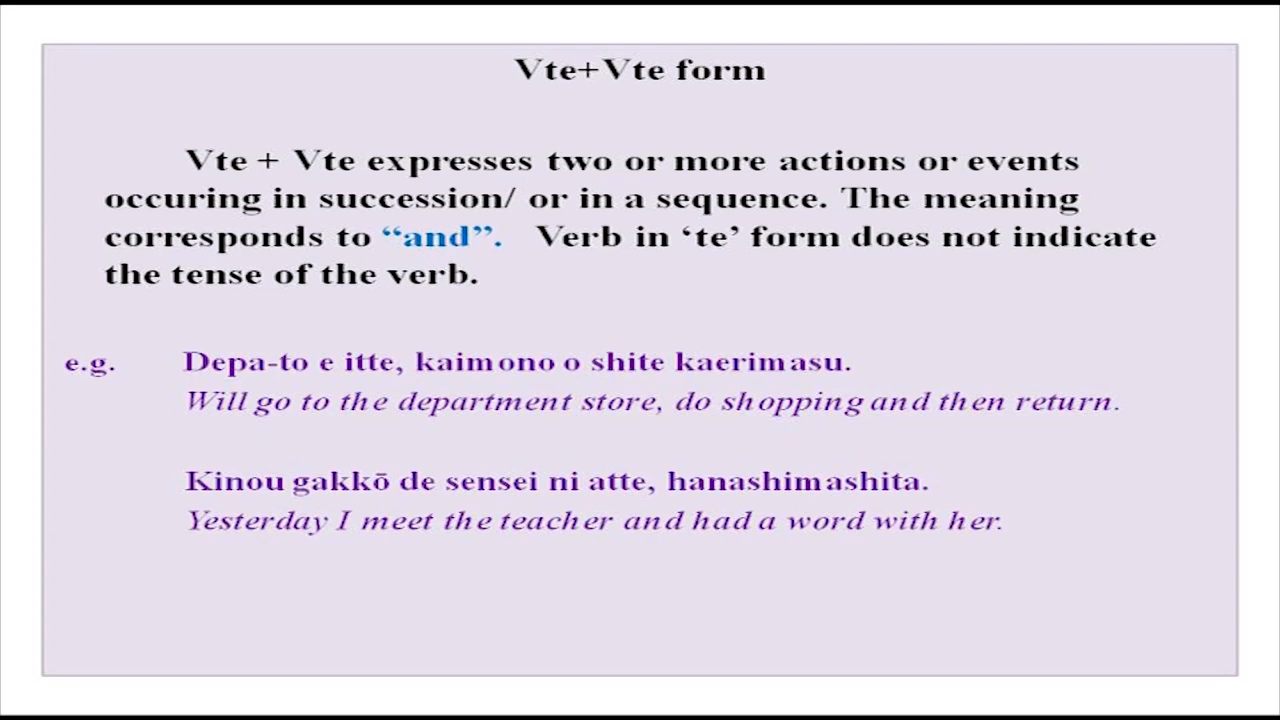 Vte+Vte form
Vte + Vte expresses two or more actions or events
occuring in succession/ or in a sequence. The meaning
corresponds to “and”. Verb in ‘te’ form does not indicate
the tense of the verb.
e.g. Depa-to e itte, kaimono o shite kaerimasu.
Will go to the department store, do shopping and then return.
Kinou gakkō de sensei ni atte, hanashimashita.
Yesterday I meet the teacher and had a word with her.